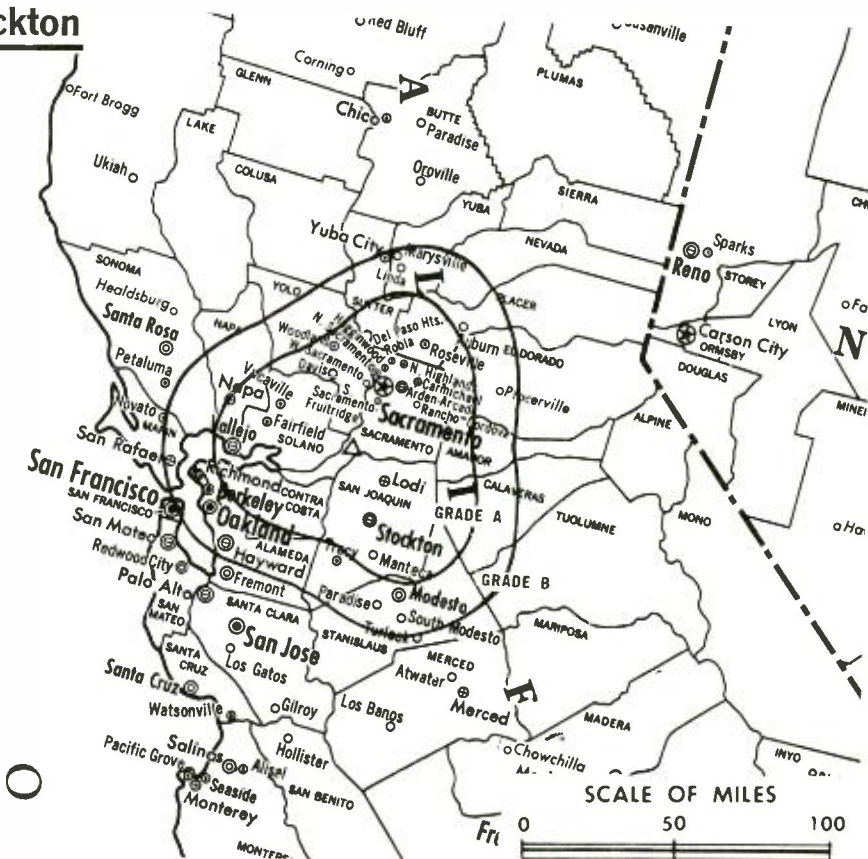 ckton
Red Bluff
usanville
Corning
GLENN
PLUMAS
Fort Bragg
Chico
A
BUTTE
Paradise
LAKE
Ukiah
COLUSA
Oroville
SIERRA
YUBA
Yuba City
Marysville
NEVADA
Linda
L
SONOMA
YOLO
SUTTER
PLACER
Reno
Sparks
STOREY
Healdsburg
Santa Rosa
NAPA
Del Paso Hts.
Robla
Auburn
EL DORADO
Carson City
ORMSBY
LYON
N
Woodland
N. Sacramento
Roseville
DOUGLAS
Petaluma
W. Sacramento
Davis
N. Highlands
Carmichael
Arden-Arcade
Rancho Cordova
Placerville
Napa
Vacaville
S. Sacramento
Fruitridge
Sacramento
ALPINE
MINE
Novato
MARIN
Vallejo
Fairfield
SOLANO
SACRAMENTO
AMADOR
San Rafael
San Francisco
SAN FRANCISCO
Richmond
Berkeley
Oakland
CONTRA
COSTA
SAN JOAQUIN
Lodi
I
CALAVERAS
GRADE A
TUOLUMNE
MONO
San Mateo
ALAMEDA
Hayward
Tracy
Stockton
Manteca
Redwood City
Palo Alto
Fremont
GRADE B
SAN
MATEO
SANTA CLARA
Paradise
Modesto
South Modesto
Turlock
San Jose
STANISLAUS
MARIPOSA
SANTA
CRUZ
Los Gatos
MERCED
Atwater
Santa Cruz
Watsonville
Gilroy
Los Banos
Merced
F
MADERA
Hollister
Chowchilla
INYO
Salinas
Alisal
Pacific Grove
Seaside
Monterey
SAN BENITO
MONTER
O
Fr
SCALE OF MILES
0 50 100